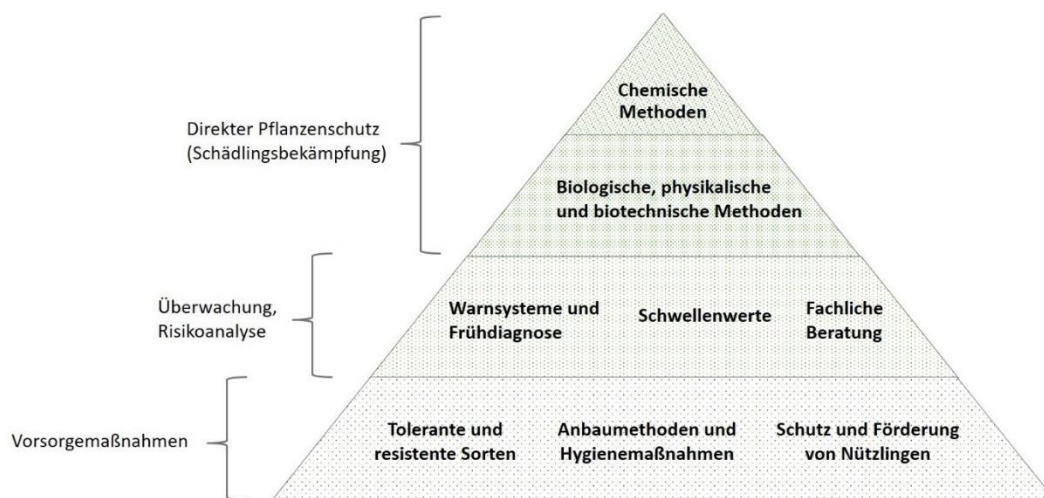 Chemische
Methoden
Direkter Pflanzenschutz
(Schädlingsbekämpfung)
Biologische, physikalische
und biotechnische Methoden
Überwachung,
Risikoanalyse
Warnsysteme und
Frühdiagnose
Schwellenwerte
Fachliche
Beratung
Vorsorgemaßnahmen
Tolerante und
resistente Sorten
Anbaumethoden und
Hygienemaßnahmen
Schutz und Förderung
von Nützlingen